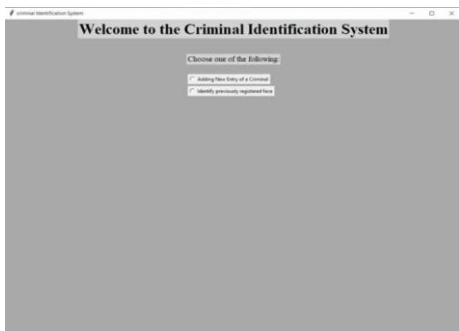 criminal Identification System
Welcome to the Criminal Identification System
Choose one of the following:
Adding New Entry of a Criminal
Identify previously registered face